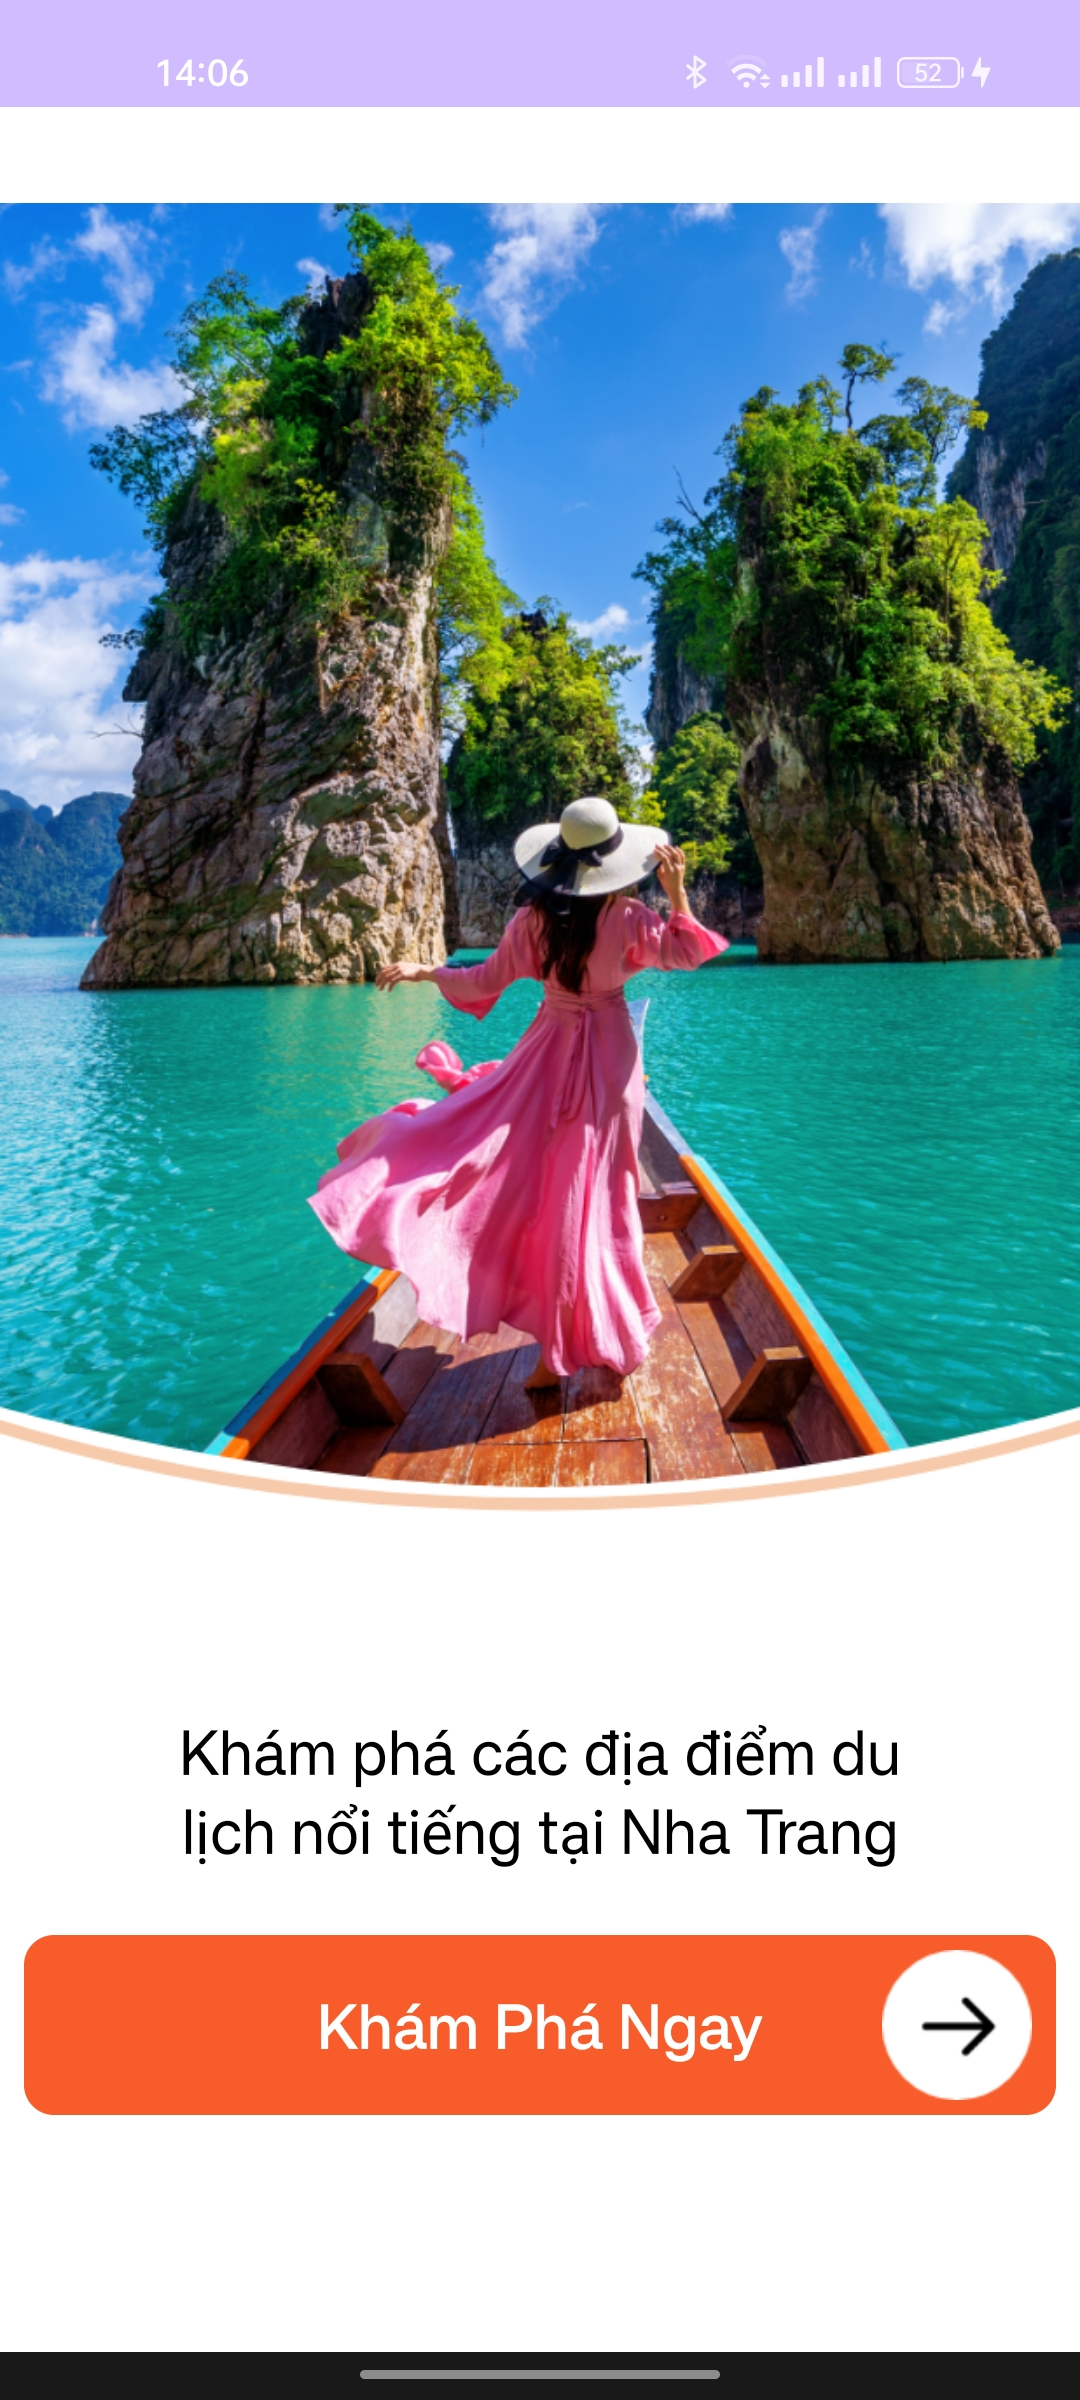 14:06
52
Khám phá các địa điểm du
lịch nổi tiếng tại Nha Trang
Khám Phá Ngay